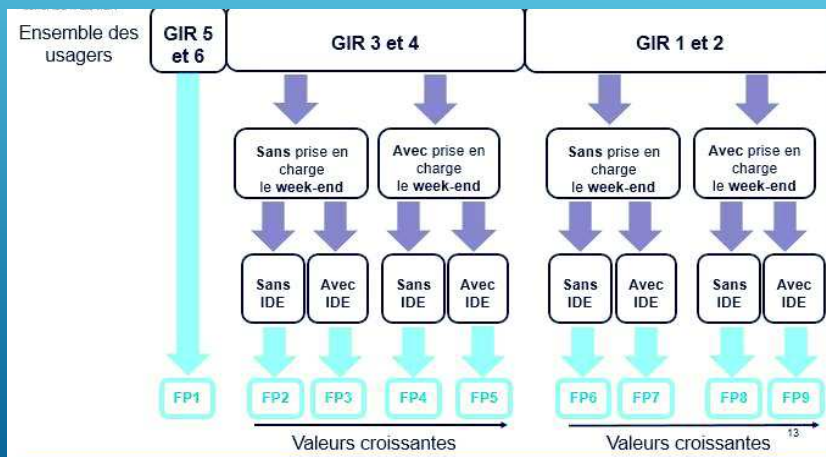 Ensemble des
usagers
GIR 5
et 6
GIR 3 et 4
GIR 1 et 2
Sans prise en
charge
le week-end
Avec prise en
charge
le week-end
Sans prise en
charge
le week-end
Avec prise en
charge
le week-end
Sans
IDE
Avec
IDE
Sans
IDE
Avec
IDE
Sans
IDE
Avec
IDE
Sans
IDE
Avec
IDE
FP1
FP2
FP3
FP4
FP5
FP6
FP7
FP8
FP9
Valeurs croissantes
Valeurs croissantes
13